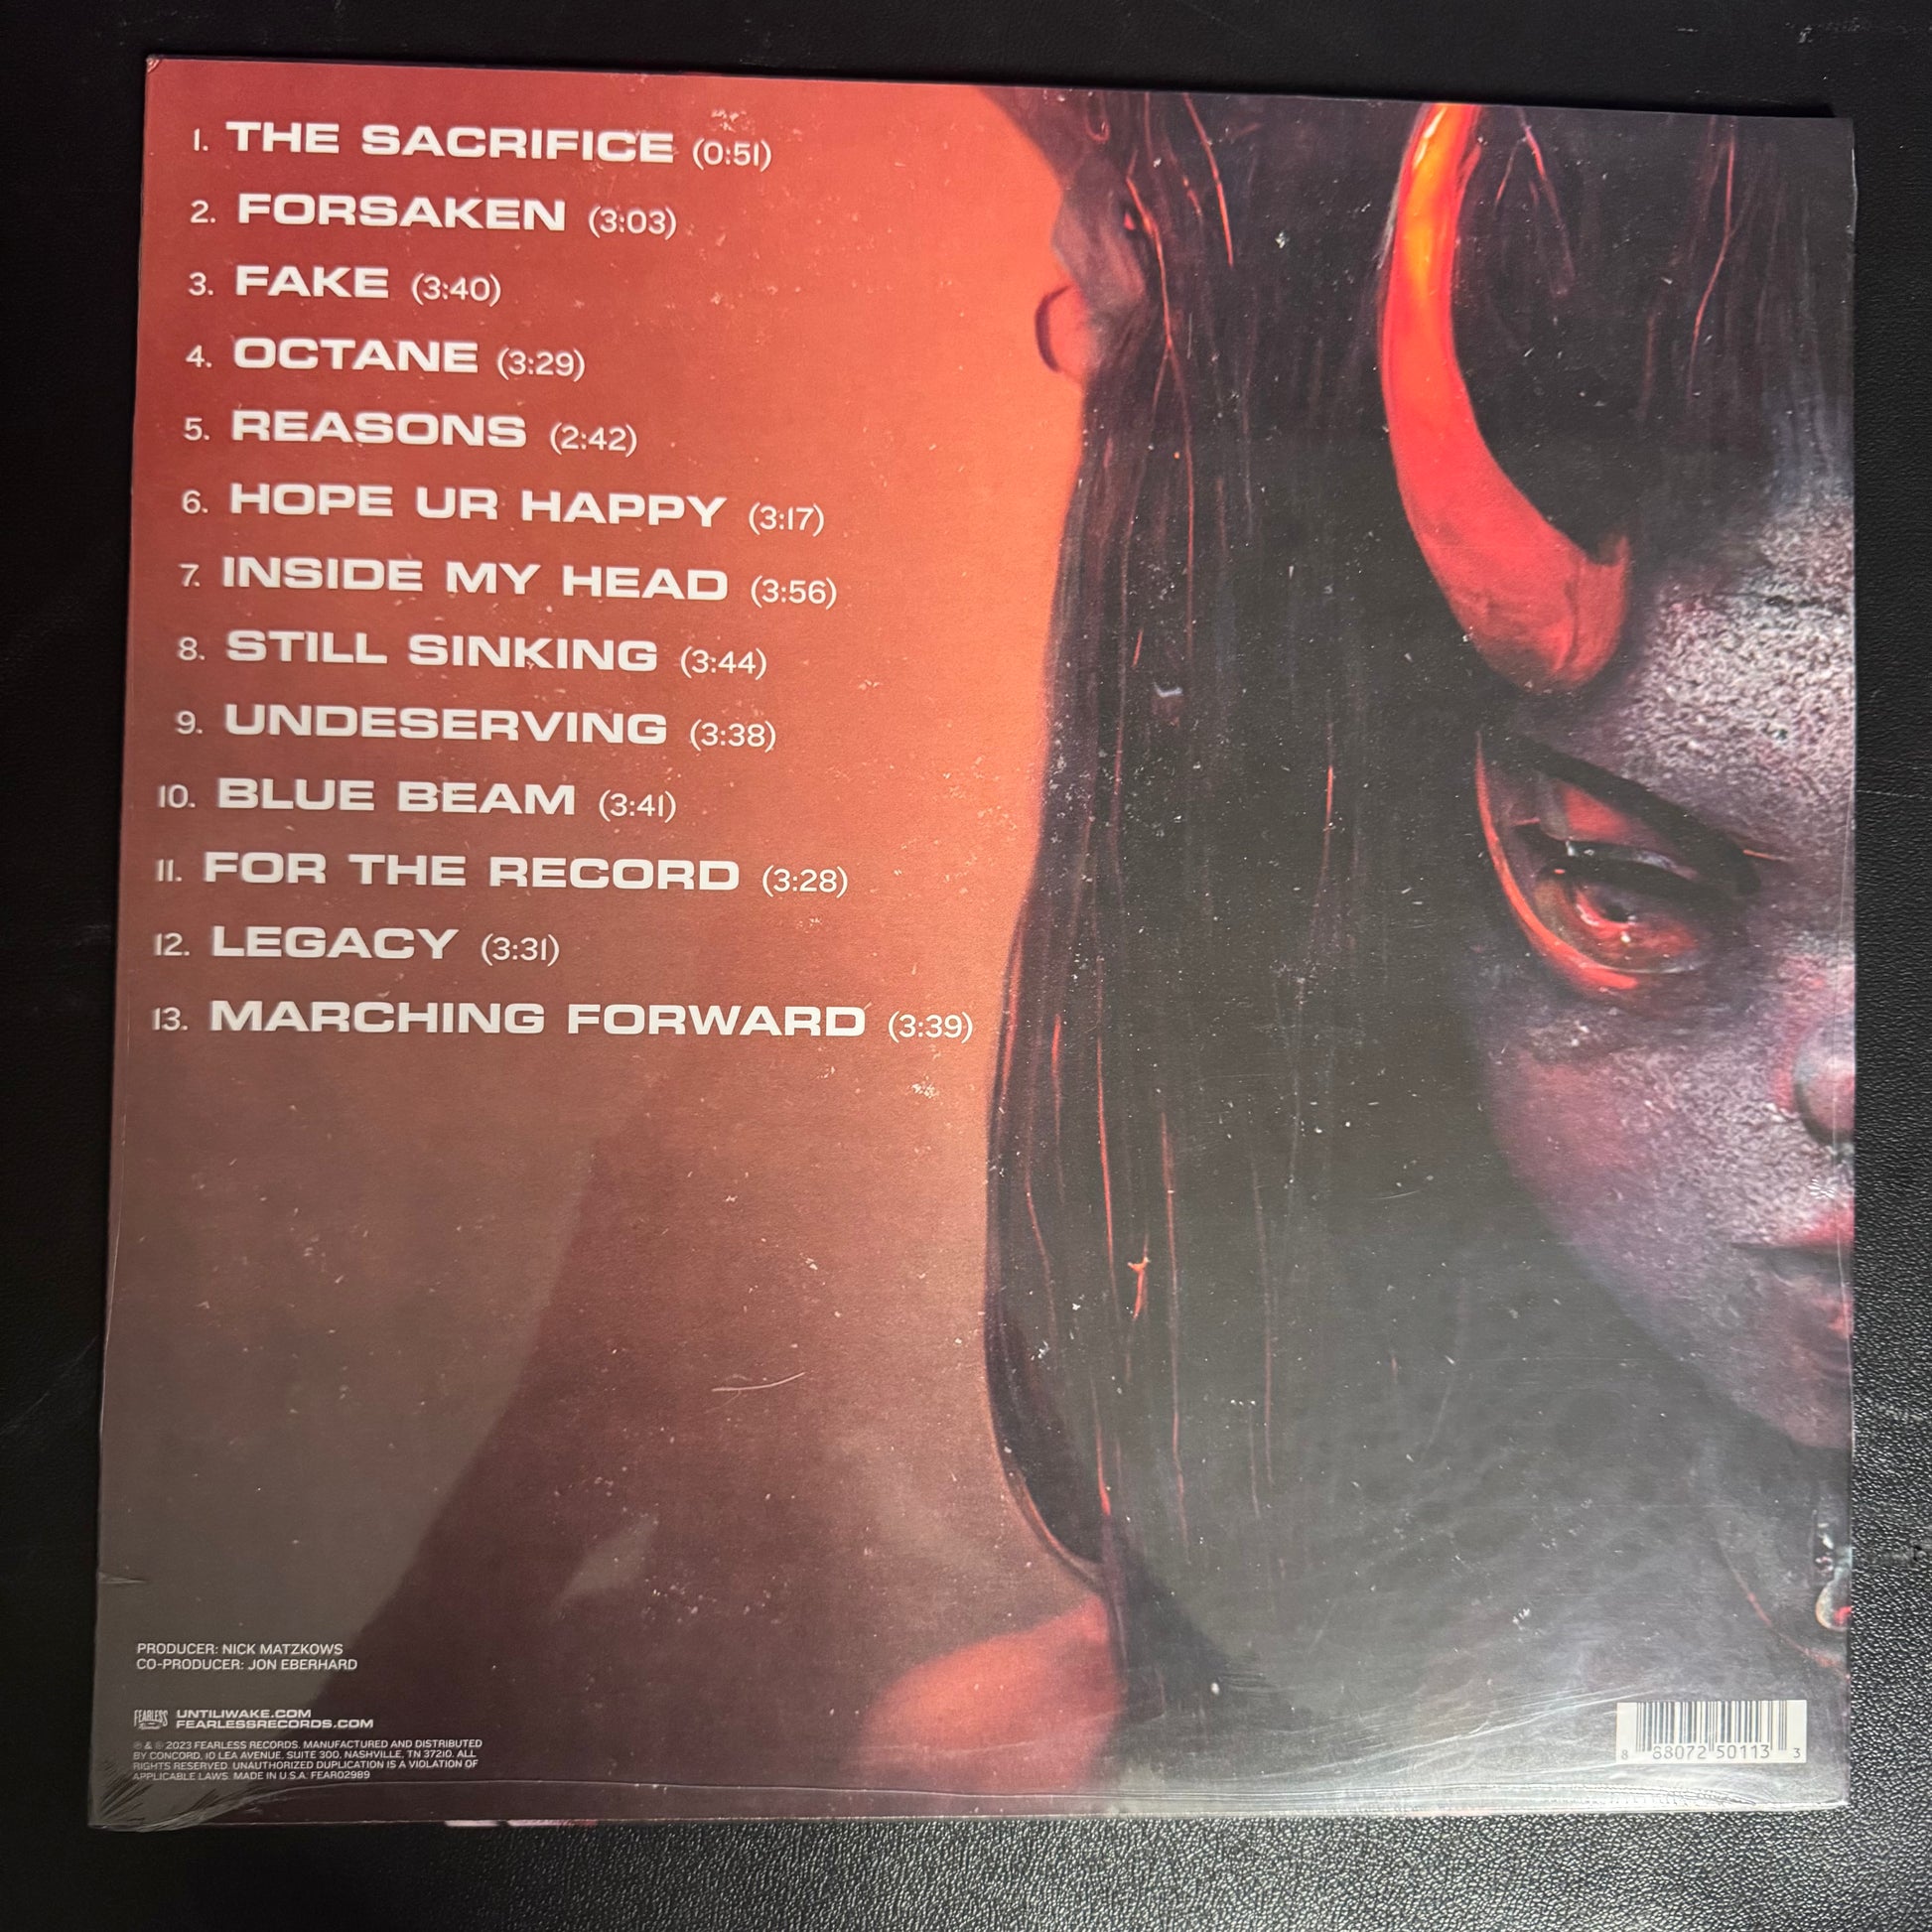 1. THE SACRIFICE (0:51)
2. FORSAKEN (3:03)
3. FAKE (3:40)
4. OCTANE (3:29)
5. REASONS (2:42)
6. HOPE UR HAPPY (3:17)
7. INSIDE MY HEAD (3:56)
8. STILL SINKING (3:44)
9. UNDESERVING (3:38)
10. BLUE BEAM (3:41)
11. FOR THE RECORD (3:28)
12. LEGACY (3:31)
13. MARCHING FORWARD (3:39)
PRODUCER: NICK MATZKOWS
CO-PRODUCER: JON EBERHARD
FEARLESS
UNTILIWAKE.COM
FEARLESSRECORDS.COM
℗ & © 2023 FEARLESS RECORDS. MANUFACTURED AND DISTRIBUTED
BY CONCORD, 10 LEA AVENUE, SUITE 300, NASHVILLE, TN 37210. ALL
RIGHTS RESERVED. UNAUTHORIZED DUPLICATION IS A VIOLATION OF
APPLICABLE LAWS. MADE IN U.S.A. FEAR02989
8 88072 50113 3